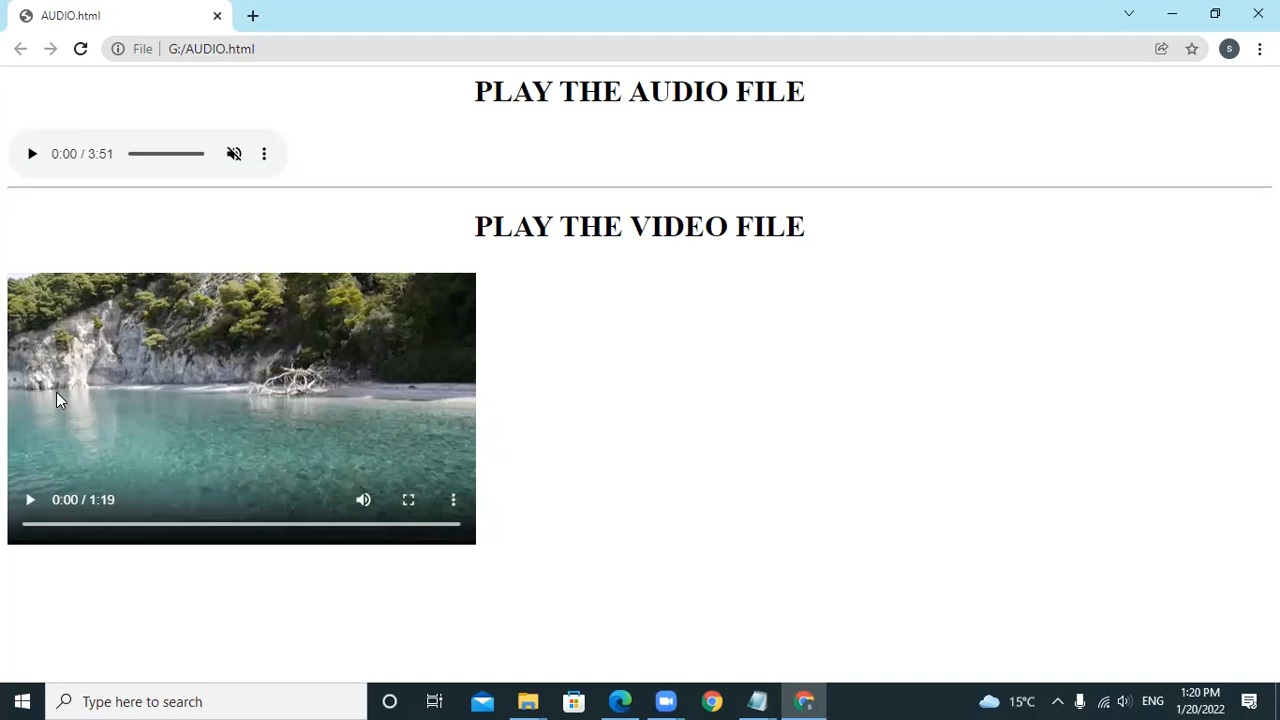 AUDIO.html
File G:/AUDIO.html
S
PLAY THE AUDIO FILE
0:00 / 3:51
PLAY THE VIDEO FILE
0:00 / 1:19
Type here to search
15°C
ENG
1:20 PM
1/20/2022